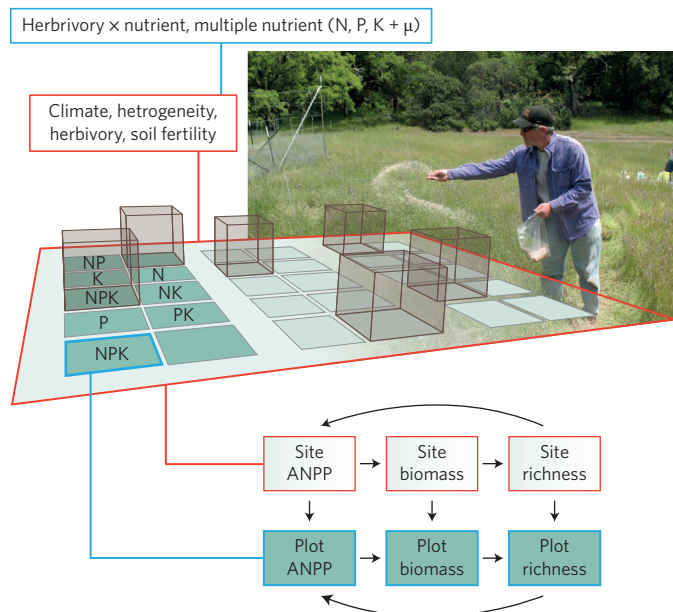 Herbrivory × nutrient, multiple nutrient (N, P, K + μ)
Climate, hetrogeneity,
herbivory, soil fertility
NP
K
N
NPK
NK
P
PK
NPK
Site
ANPP
Site
biomass
Site
richness
Plot
ANPP
Plot
biomass
Plot
richness